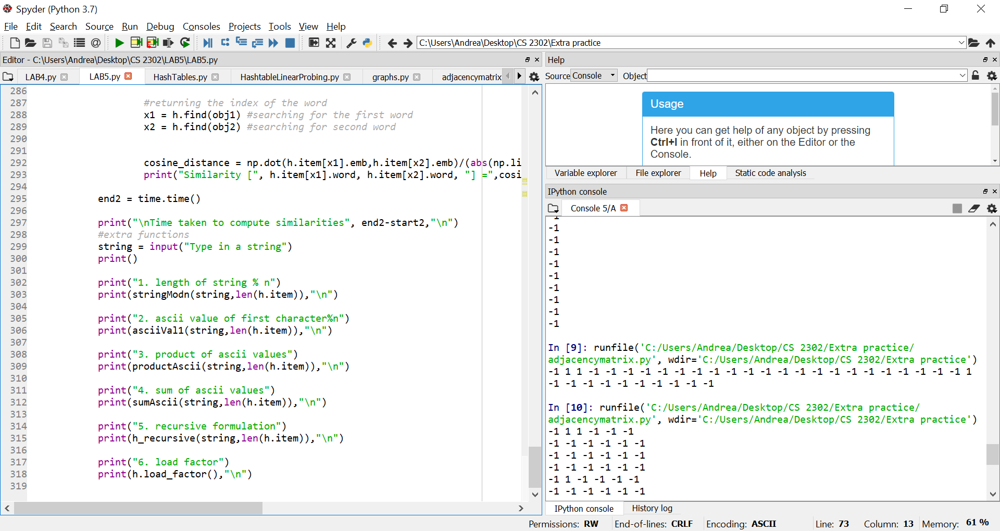 Spyder (Python 3.7)
File Edit Search Source Run Debug Consoles Projects Tools View Help
C:\Users\Andrea\Desktop\CS 2302\Extra practice
Editor - C:\Users\Andrea\Desktop\CS 2302\LAB5\LAB5.py
LAB4.py LAB5.py HashTables.py HashtableLinearProbing.py graphs.py adjacencymatrix
286
287 #returning the index of the word
288 x1 = h.find(obj1) #searching for the first word
289 x2 = h.find(obj2) #searching for second word
290
291
292 cosine_distance = np.dot(h.item[x1].emb,h.item[x2].emb)/(abs(np.li
293 print("Similarity [", h.item[x1].word, h.item[x2].word, "] =",cosi
294
295 end2 = time.time()
296
297 print("\nTime taken to compute similarities", end2-start2,"\n")
298 #extra functions
299 string = input("Type in a string")
300 print()
301
302 print("1. length of string % n")
303 print(stringModn(string,len(h.item)),"\n")
304
305 print("2. ascii value of first character%n")
306 print(asciiVal1(string,len(h.item)),"\n")
307
308 print("3. product of ascii values")
309 print(productAscii(string,len(h.item)),"\n")
310
311 print("4. sum of ascii values")
312 print(sumAscii(string,len(h.item)),"\n")
313
314 print("5. recursive formulation")
315 print(h_recursive(string,len(h.item)),"\n")
316
317 print("6. load factor")
318 print(h.load_factor(),"\n")
319
Help
Source Console Object
Usage
Here you can get help of any object by pressing
Ctrl+I in front of it, either on the Editor or the
Console.
Variable explorer File explorer Help Static code analysis
IPython console
Console 5/A
-1
-1
-1
-1
-1
-1
-1
-1
-1
In [9]: runfile('C:/Users/Andrea/Desktop/CS 2302/Extra practice/
adjacencymatrix.py', wdir='C:/Users/Andrea/Desktop/CS 2302/Extra practice')
-1 1 1 -1 -1 -1 -1 -1 -1 -1 -1 -1 -1 -1 -1 -1 -1 -1 -1 -1 -1 -1 -1 -1 1
-1 -1 -1 -1 -1 -1 -1 -1 -1 -1
In [10]: runfile('C:/Users/Andrea/Desktop/CS 2302/Extra practice/
adjacencymatrix.py', wdir='C:/Users/Andrea/Desktop/CS 2302/Extra practice')
-1 1 1 -1 -1 -1
-1 -1 -1 -1 -1 -1
-1 -1 -1 -1 -1 -1
-1 -1 -1 -1 -1 -1
-1 1 -1 -1 -1 -1
-1 -1 -1 -1 -1 -1
IPython console History log
Permissions: RW End-of-lines: CRLF Encoding: ASCII Line: 73 Column: 13 Memory: 61 %